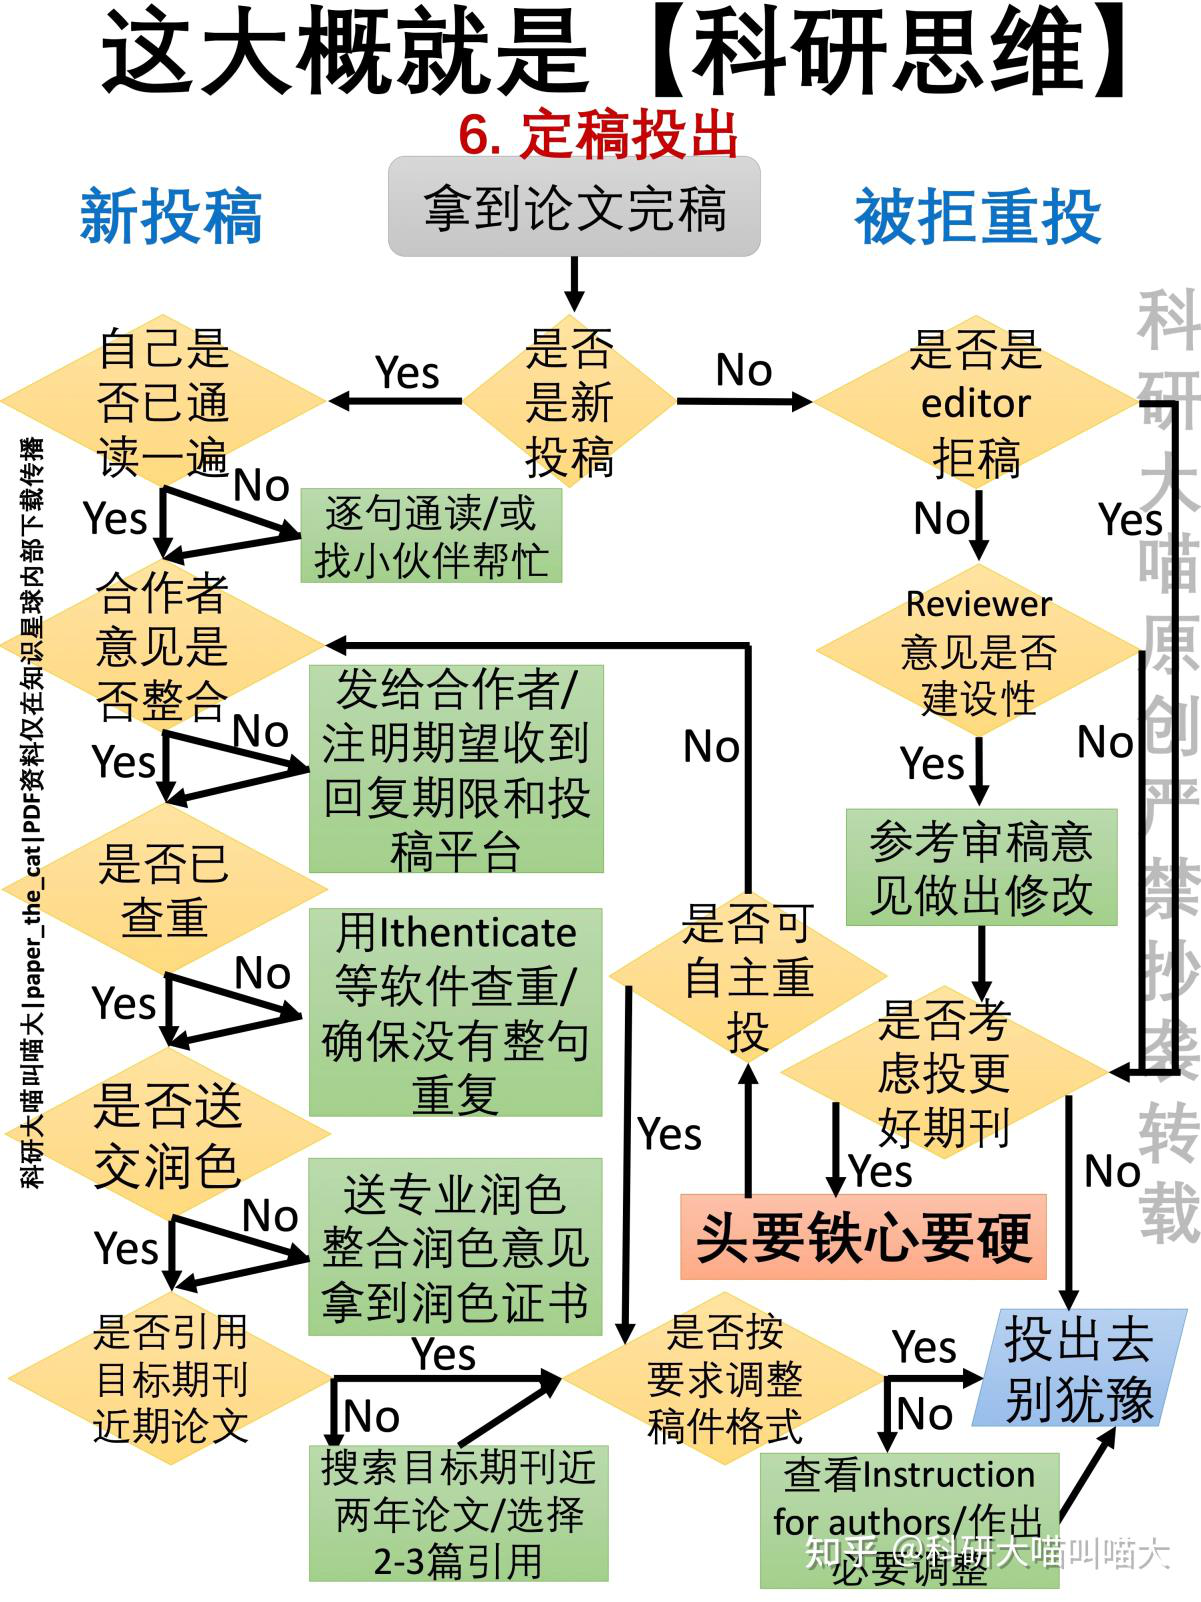 这大概就是【科研思维】
6. 定稿投出
新投稿
拿到论文完稿
被拒重投
自己是
否已通
读一遍
Yes
是否
是新
投稿
No
是否是
editor
拒稿
Yes
No
逐句通读/或
找小伙伴帮忙
No
Yes
合作者
意见是
否整合
Reviewer
意见是否
建设性
Yes
No
发给合作者/
注明期望收到
回复期限和投
稿平台
No
Yes
No
参考审稿意
见做出修改
是否已
查重
Yes
No
用Ithenticate
等软件查重/
确保没有整句
重复
是否可
自主重
投
是否考
虑投更
好期刊
是否送
交润色
Yes
Yes
No
Yes
No
送专业润色
整合润色意见
拿到润色证书
头要铁心要硬
是否引用
目标期刊
近期论文
Yes
No
是否按
要求调整
稿件格式
Yes
No
投出去
别犹豫
搜索目标期刊近
两年论文/选择
2-3篇引用
查看Instruction
for authors/作出
必要调整
科研大喵叫喵大|paper_the_cat|PDF资料仅在知识星球内部下载传播
科研大喵原创严禁抄袭转载
知乎 @科研大喵叫喵大